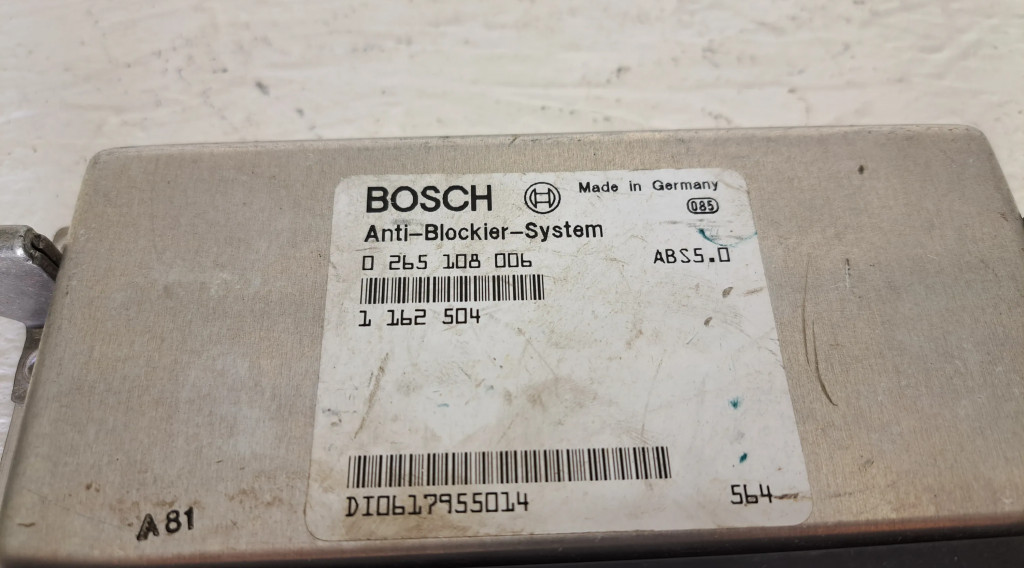 BOSCH Made in Germany
085
Anti-Blockier-System
0 265 108 006 ABS5.0
1 162 504
DI0617955014 564
A81